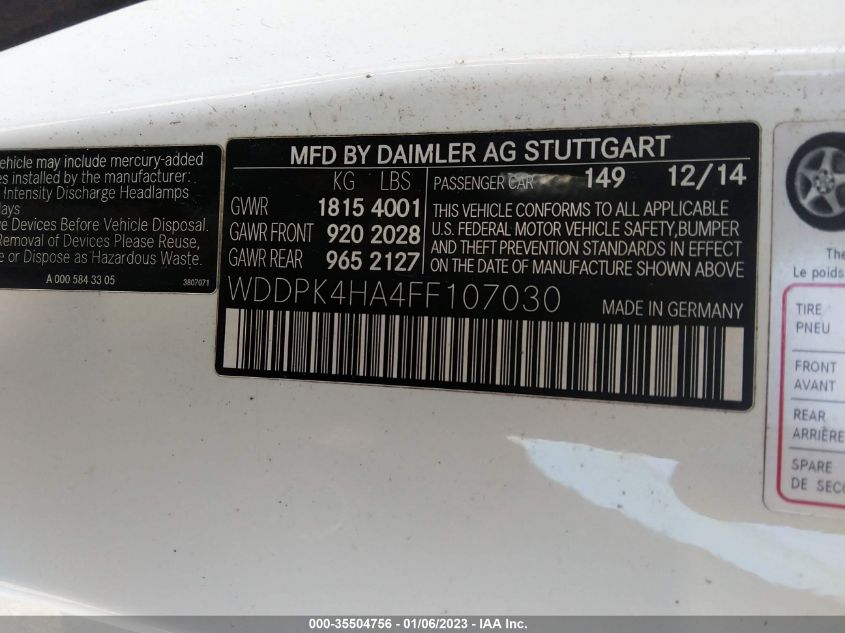 ehicle may include mercury-added
es installed by the manufacturer:
Intensity Discharge Headlamps
lays
e Devices Before Vehicle Disposal.
Removal of Devices Please Reuse,
e or Dispose as Hazardous Waste.
A 000 584 33 05
3807071
MFD BY DAIMLER AG STUTTGART
KG LBS
GVWR 1815 4001
GAWR FRONT 920 2028
GAWR REAR 965 2127
PASSENGER CAR 149 12/14
THIS VEHICLE CONFORMS TO ALL APPLICABLE
U.S. FEDERAL MOTOR VEHICLE SAFETY,BUMPER
AND THEFT PREVENTION STANDARDS IN EFFECT
ON THE DATE OF MANUFACTURE SHOWN ABOVE
WDDPK4HA4FF107030
MADE IN GERMANY
The
Le poids
TIRE
PNEU
FRONT
AVANT
REAR
ARRIÈRE
SPARE
DE SECO
000-35504756 - 01/06/2023 - IAA Inc.